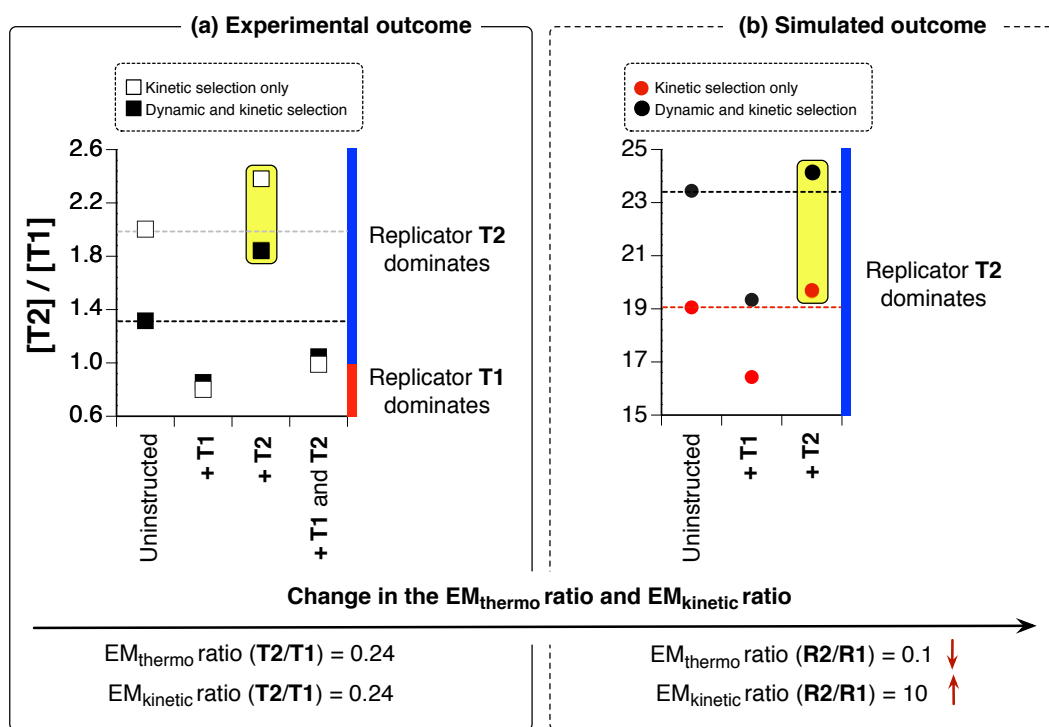 (a) Experimental outcome
Kinetic selection only
Dynamic and kinetic selection
[T2] / [T1]
2.6
2.2
1.8
1.4
1.0
0.6
Replicator T2
dominates
Replicator T1
dominates
Uninstructed
+ T1
+ T2
+ T1 and T2
(b) Simulated outcome
Kinetic selection only
Dynamic and kinetic selection
25
23
21
19
17
15
Replicator T2
dominates
Uninstructed
+ T1
+ T2
Change in the EMthermo ratio and EMkinetic ratio
EMthermo ratio (T2/T1) = 0.24
EMkinetic ratio (T2/T1) = 0.24
EMthermo ratio (R2/R1) = 0.1
EMkinetic ratio (R2/R1) = 10